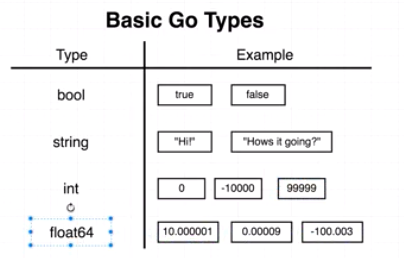 Basic Go Types
Type Example
bool true false
string "Hi!" "Hows it going?"
int 0 -10000 99999
float64 10.000001 0.00009 -100.003